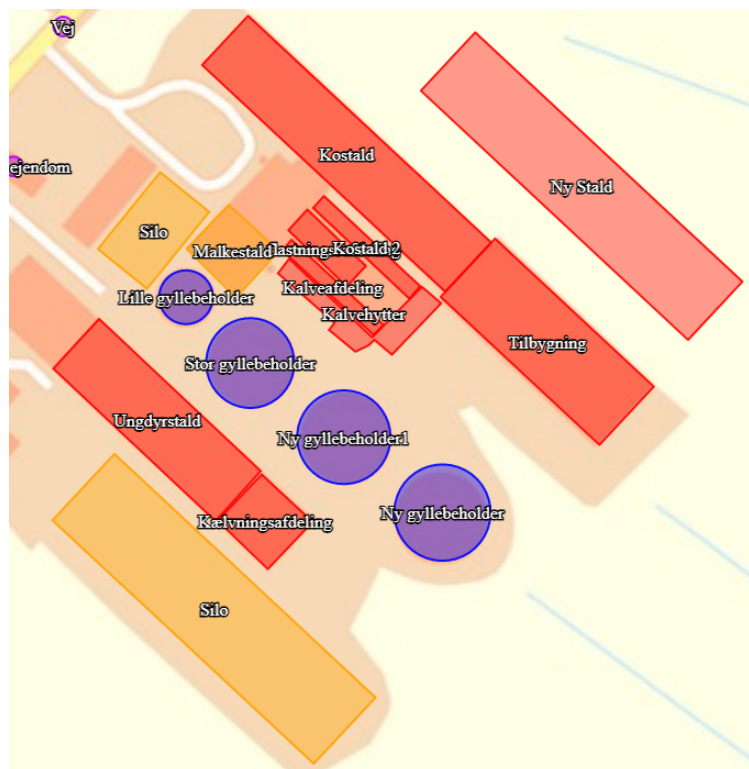 Vej
ejendom
Kostald
Ny Stald
Silo
Malkestald
Kostald 2
Kalveafdeling
Lille gyllebeholder
Kalvehytter
Tilbygning
Stor gyllebeholder
Ungdyrstald
Ny gyllebeholder1
Ny gyllebeholder
Kælvningsafdeling
Silo